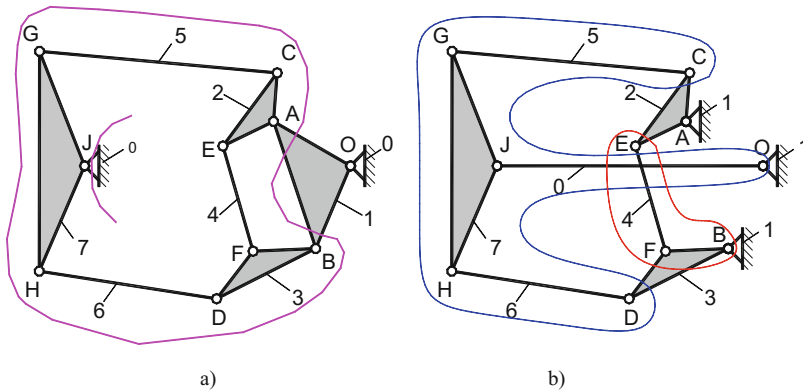 G 5 C
2 A
J 0 E O 0
4 1
7 F B
H 6 D 3
a)
G 5 C
2 A 1
J E O 1
0
4 B
7 F 1
H 6 D 3
b)